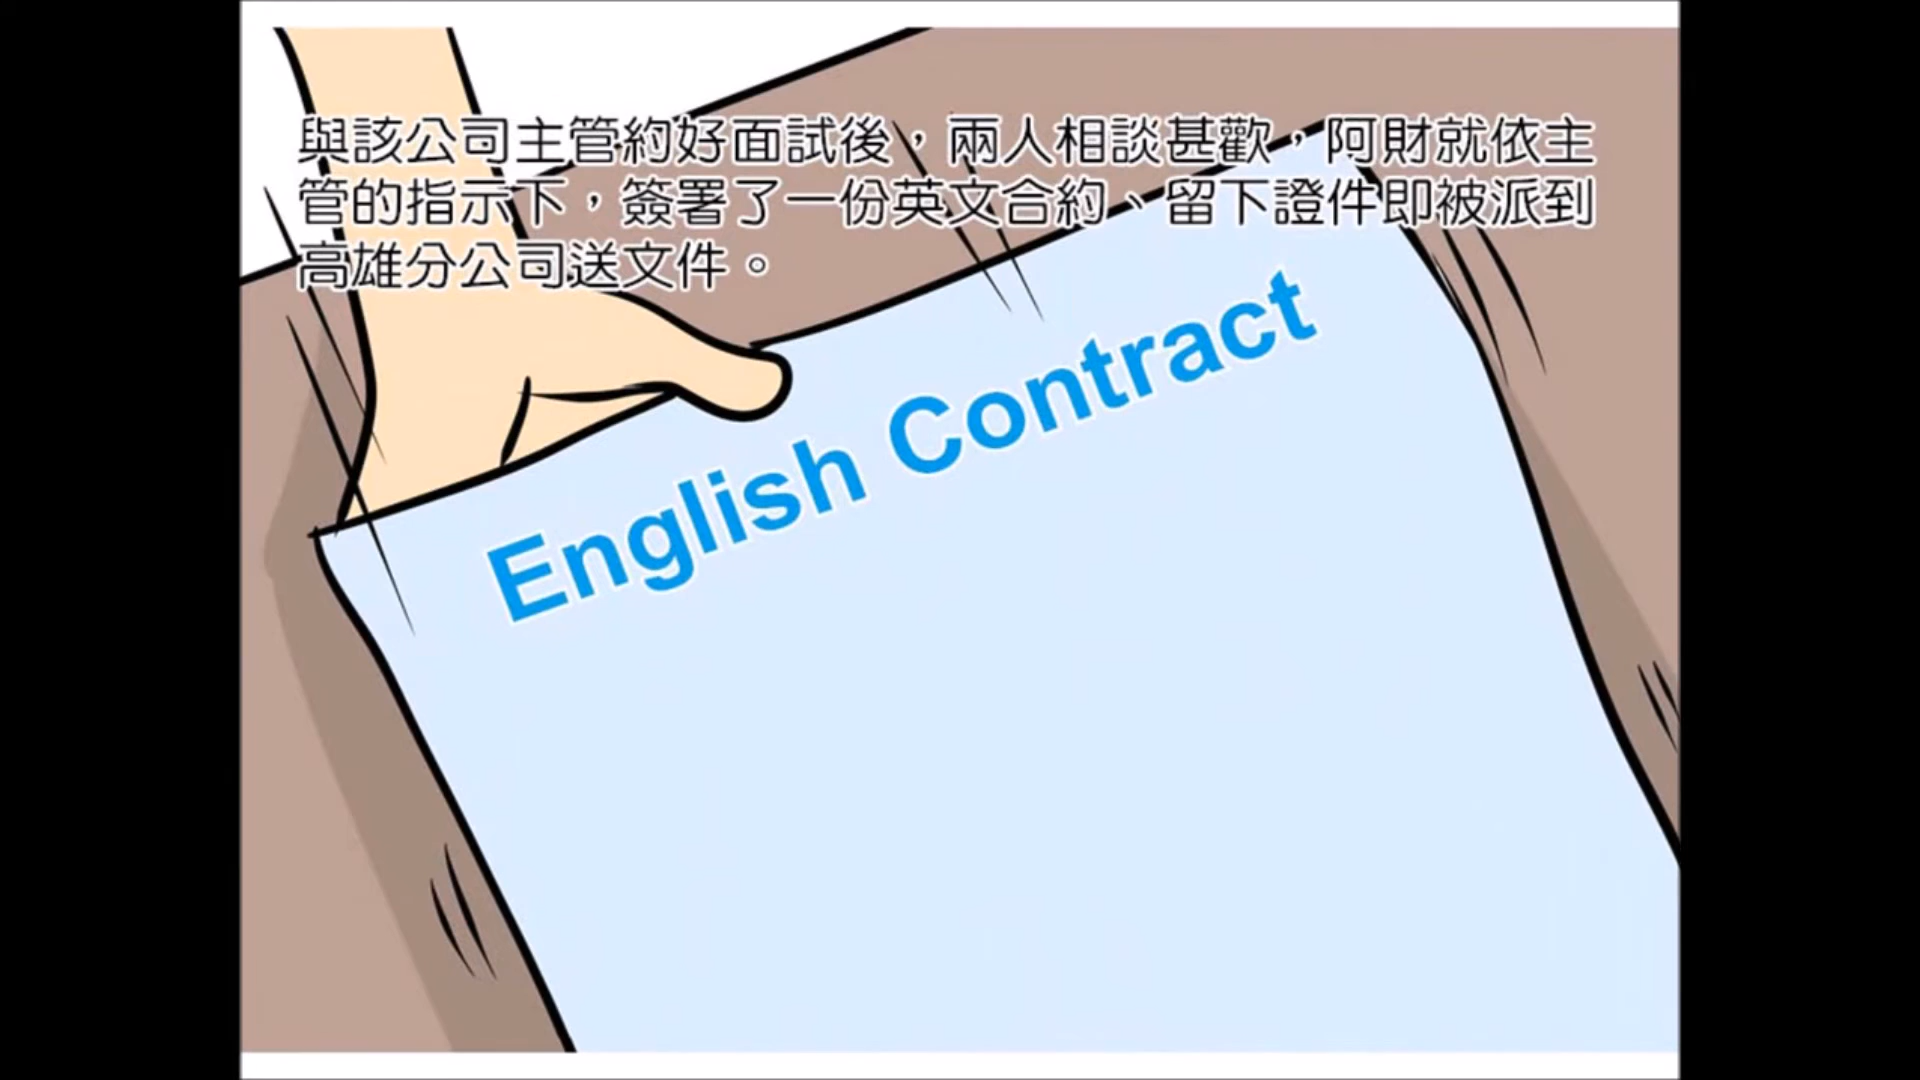 與該公司主管約好面試後，兩人相談甚歡，阿財就依主
管的指示下，簽署了一份英文合約、留下證件即被派到
高雄分公司送文件。
English Contract